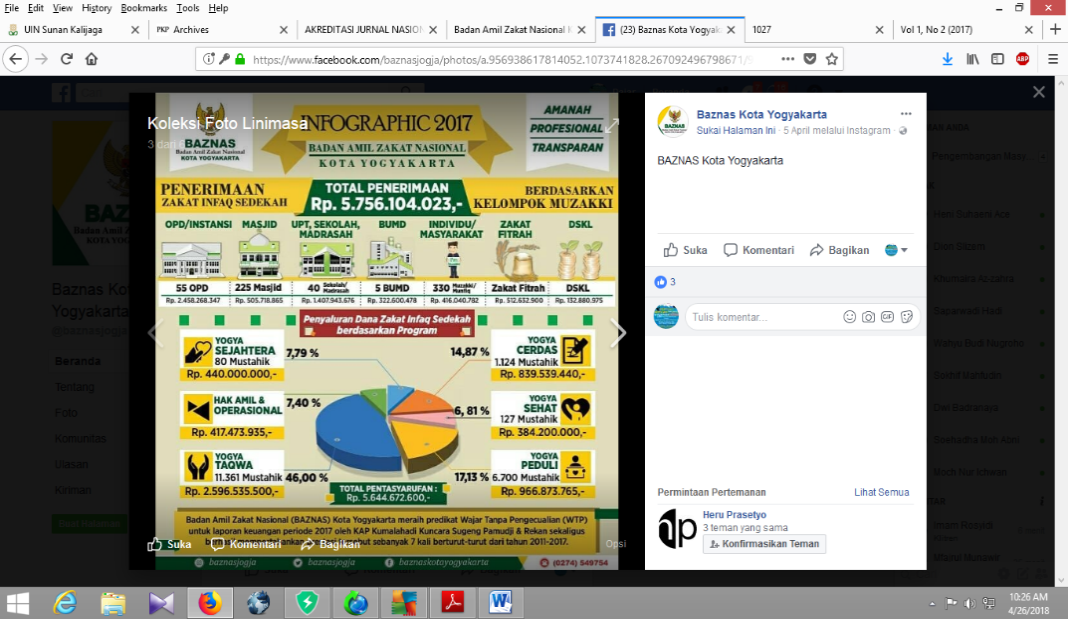 File Edit View History Bookmarks Tools Help
UIN Sunan Kalijaga
PKP Archives
AKREDITASI JURNAL NASION
Badan Amil Zakat Nasional K
(23) Baznas Kota Yogyaka
1027
Vol 1, No 2 (2017)
https://www.facebook.com/baznasjogja/photos/a.956938617814052.1073741828.267092496798671/
Koleksi Foto Linimasa
3 dari
BAZNAS
Badan Amil Zakat Nasional
KOTA YOGYAKARTA
INFOGRAPHIC 2017
BADAN AMIL ZAKAT NASIONAL
KOTA YOGYAKARTA
AMANAH
PROFESIONAL
TRANSPARAN
PENERIMAAN
ZAKAT INFAQ SEDEKAH
TOTAL PENERIMAAN
Rp. 5.756.104.023,-
BERDASARKAN
KELOMPOK MUZAKKI
OPD/INSTANSI
MASJID
UPT, SEKOLAH,
MADRASAH
BUMD
INDIVIDU/
MASYARAKAT
ZAKAT
FITRAH
DSKL
55 OPD
225 Masjid
40 Sekolah/
Madrasah
5 BUMD
330 Muzakki/
Munfiq
Zakat Fitrah
DSKL
Rp. 2.458.268.347
Rp. 505.718.865
Rp. 1.407.943.676
Rp. 322.600.478
Rp. 416.040.782
Rp. 512.632.900
Rp. 132.880.975
Penyaluran Dana Zakat Infaq Sedekah
berdasarkan Program
YOGYA
SEJAHTERA
80 Mustahik
Rp. 440.000.000,-
7,79 %
14,87 %
YOGYA
CERDAS
1.124 Mustahik
Rp. 839.539.440,-
HAK AMIL &
OPERASIONAL
Rp. 417.473.935,-
7,40 %
6, 81 %
YOGYA
SEHAT
127 Mustahik
Rp. 384.200.000,-
YOGYA
TAQWA
11.361 Mustahik
Rp. 2.596.535.500,-
46,00 %
17,13 %
YOGYA
PEDULI
6.700 Mustahik
Rp. 966.873.765,-
TOTAL PENTASYARUFAN :
Rp. 5.644.672.600,-
Badan Amil Zakat Nasional (BAZNAS) Kota Yogyakarta meraih predikat Wajar Tanpa Pengecualian (WTP)
untuk laporan keuangan periode 2017 oleh KAP Kumalahadi Kuncara Sugeng Pamudji & Rekan sekaligus
sebanyak 7 kali berturut-turut dari tahun 2011-2017.
Suka Komentari Bagikan
Opsi
baznasjogja
baznasjogja
baznaskotayogyakarta
(0274) 549754
Baznas Kota Yogyakarta
Sukai Halaman Ini · 5 April melalui Instagram ·
BAZNAS Kota Yogyakarta
Suka Komentari Bagikan
3
Tulis komentar...
Permintaan Pertemanan
Lihat Semua
Heru Prasetyo
3 teman yang sama
Konfirmasikan Teman
Beranda
Tentang
Foto
Komunitas
Ulasan
Kiriman
10:26 AM
4/26/2018